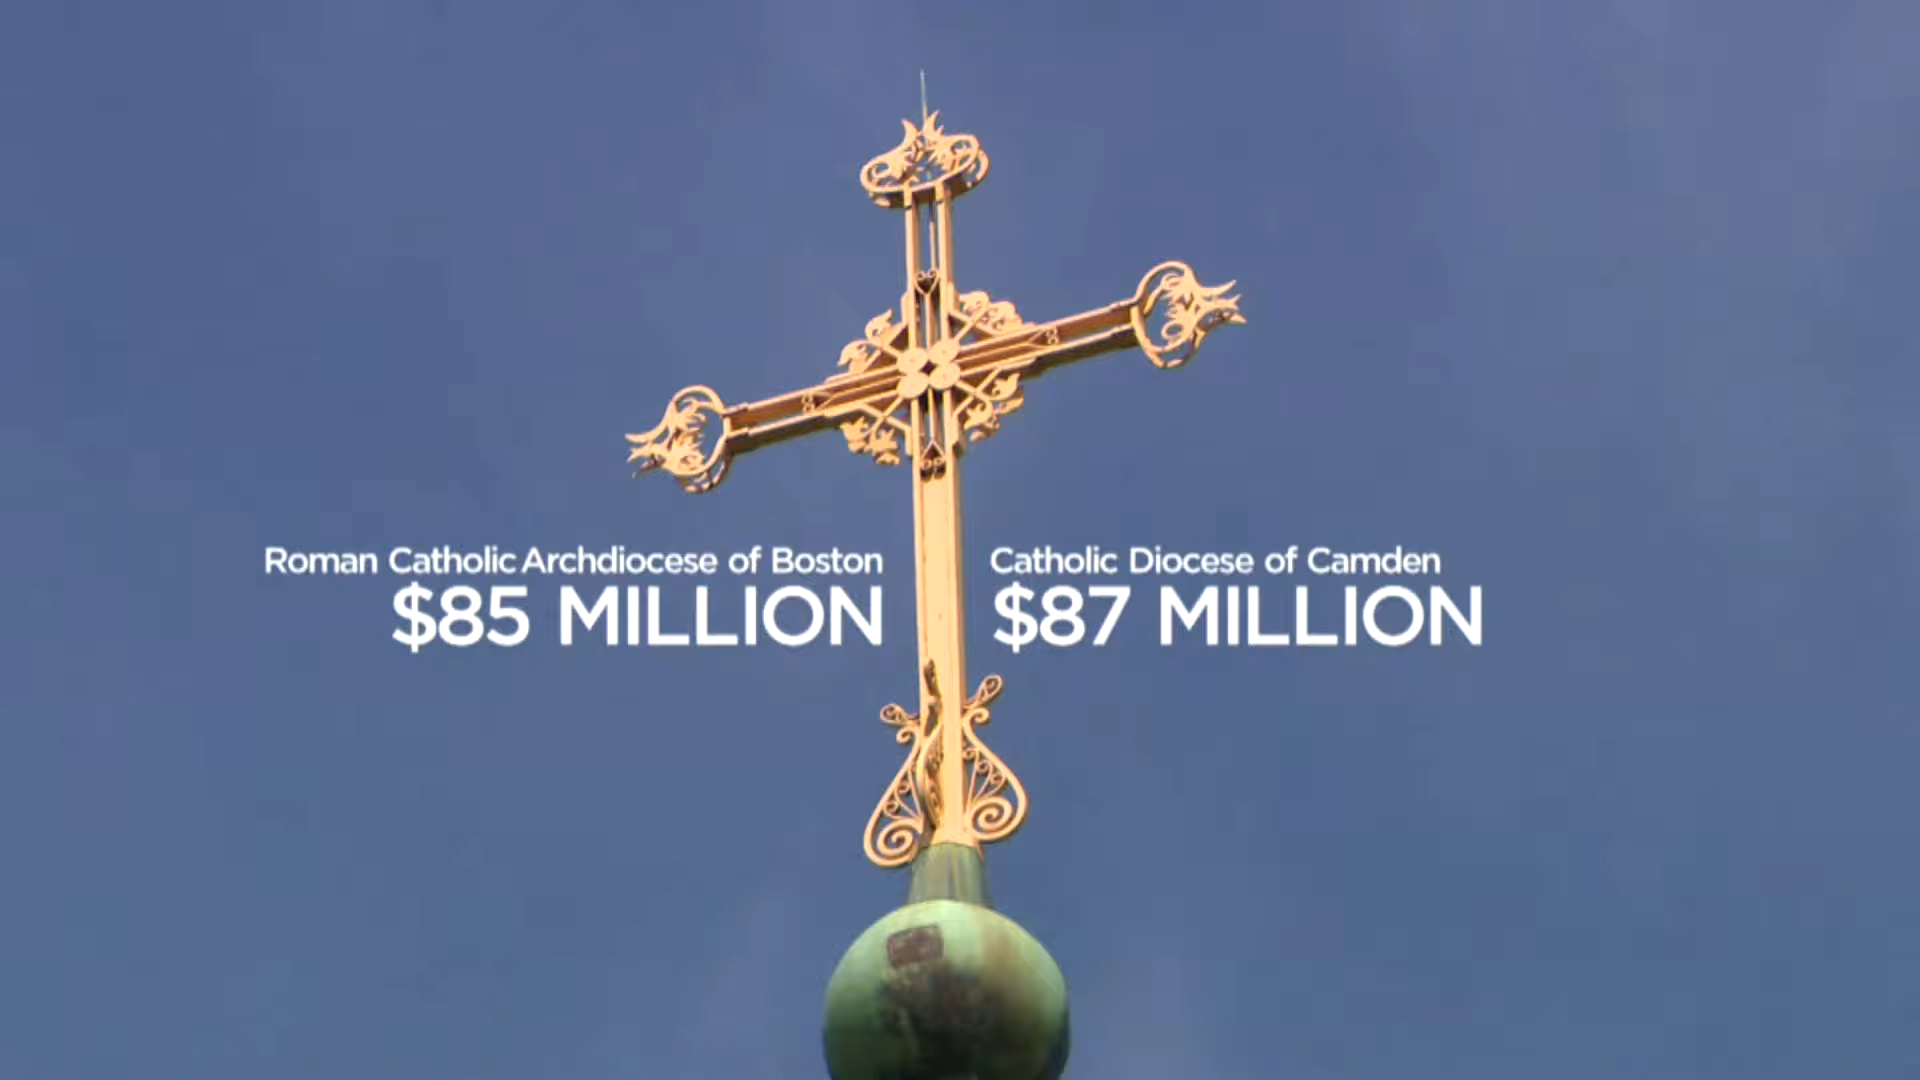 Roman Catholic Archdiocese of Boston
$85 MILLION
Catholic Diocese of Camden
$87 MILLION